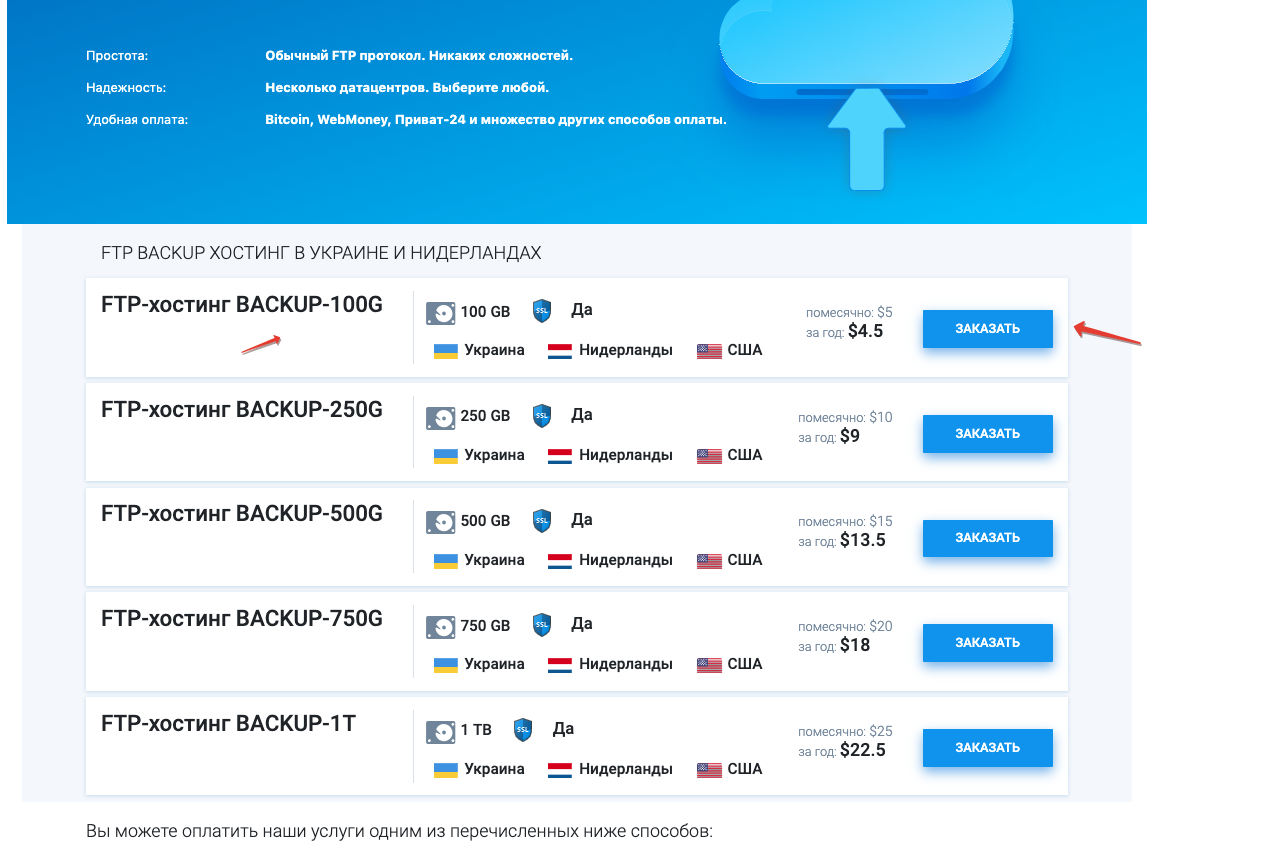 Простота: Обычный FTP протокол. Никаких сложностей.
Надежность: Несколько датацентров. Выберите любой.
Удобная оплата: Bitcoin, WebMoney, Приват-24 и множество других способов оплаты.
FTP BACKUP ХОСТИНГ В УКРАИНЕ И НИДЕРЛАНДАХ
FTP-хостинг BACKUP-100G
100 GB SSL Да
Украина Нидерланды США
помесячно: $5
за год: $4.5
ЗАКАЗАТЬ
FTP-хостинг BACKUP-250G
250 GB SSL Да
Украина Нидерланды США
помесячно: $10
за год: $9
ЗАКАЗАТЬ
FTP-хостинг BACKUP-500G
500 GB SSL Да
Украина Нидерланды США
помесячно: $15
за год: $13.5
ЗАКАЗАТЬ
FTP-хостинг BACKUP-750G
750 GB SSL Да
Украина Нидерланды США
помесячно: $20
за год: $18
ЗАКАЗАТЬ
FTP-хостинг BACKUP-1T
1 TB SSL Да
Украина Нидерланды США
помесячно: $25
за год: $22.5
ЗАКАЗАТЬ
Вы можете оплатить наши услуги одним из перечисленных ниже способов: